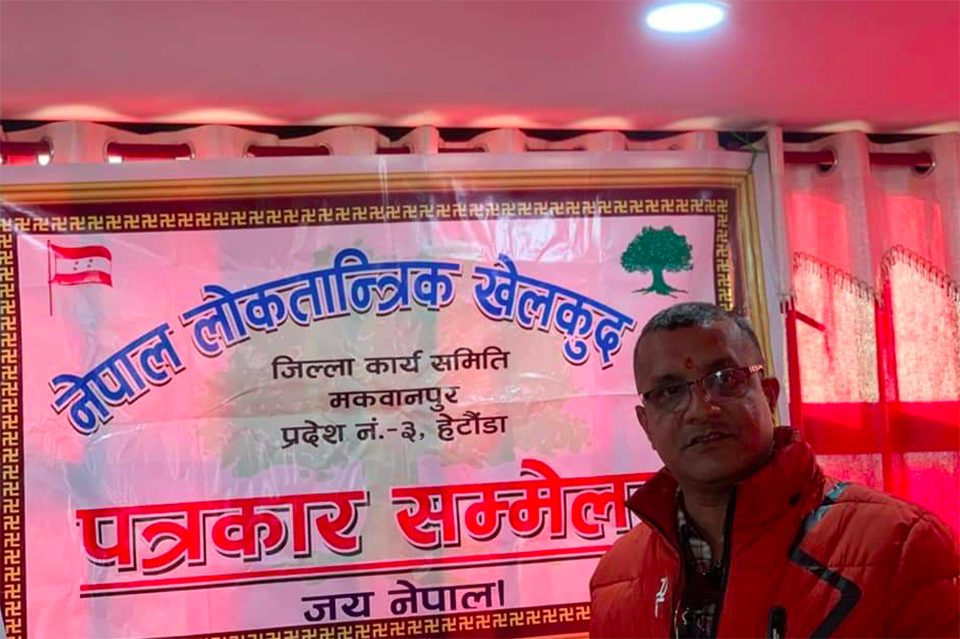 नेपाल लोकतान्त्रिक खेलकुद
जिल्ला कार्य समिति
मकवानपुर
प्रदेश नं.-३, हेटौंडा
पत्रकार सम्मेल
जय नेपाल।